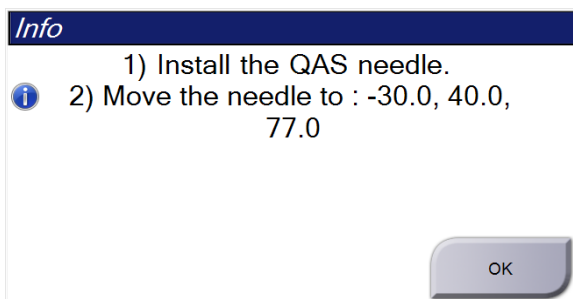 Info
1) Install the QAS needle.
2) Move the needle to : -30.0, 40.0,
77.0
OK